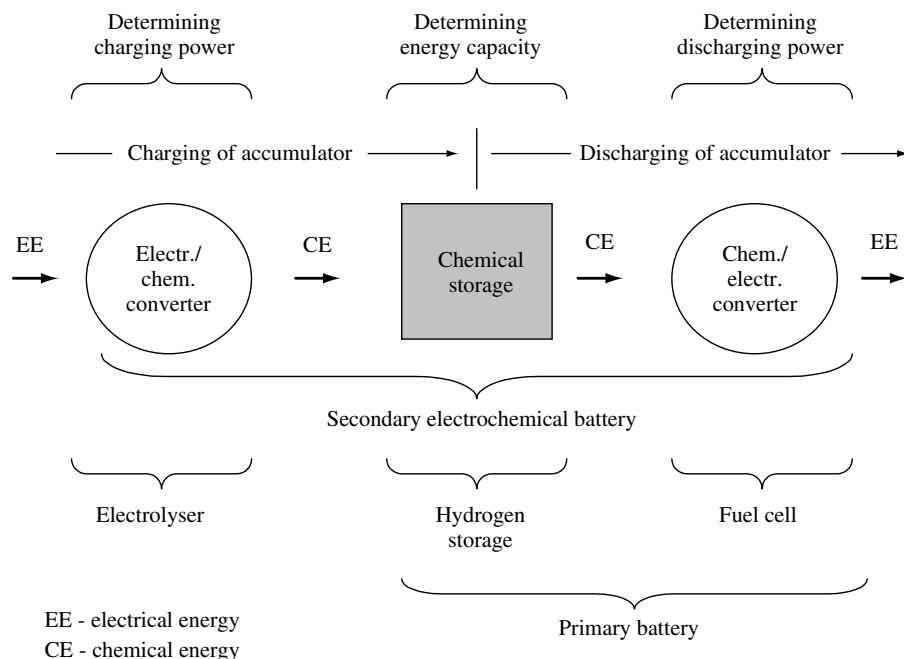 Determining
charging power
Determining
energy capacity
Determining
discharging power
Charging of accumulator
Discharging of accumulator
EE
Electr./
chem.
converter
CE
Chemical
storage
CE
Chem./
electr.
converter
EE
Secondary electrochemical battery
Electrolyser
Hydrogen
storage
Fuel cell
Primary battery
EE - electrical energy
CE - chemical energy